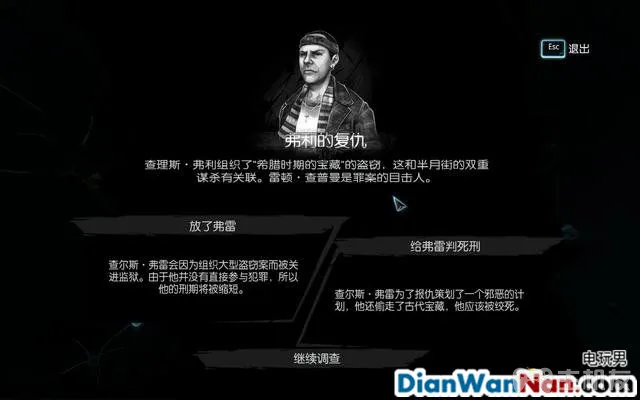 Esc 退出
弗利的复仇
查理斯·弗利组织了"希腊时期的宝藏"的盗窃，这和半月街的双重
谋杀有关联。雷顿·查普曼是罪案的目击人。
放了弗雷
给弗雷判死刑
查尔斯·弗雷会因为组织大型盗窃案而被关
进监狱。由于他并没有直接参与犯罪，所以
他的刑期将被缩短。
查尔斯·弗雷为了报仇策划了一个邪恶的计
划，他还偷走了古代宝藏，他应该被绞死。
继续调查
电玩男
DianWanNan.com